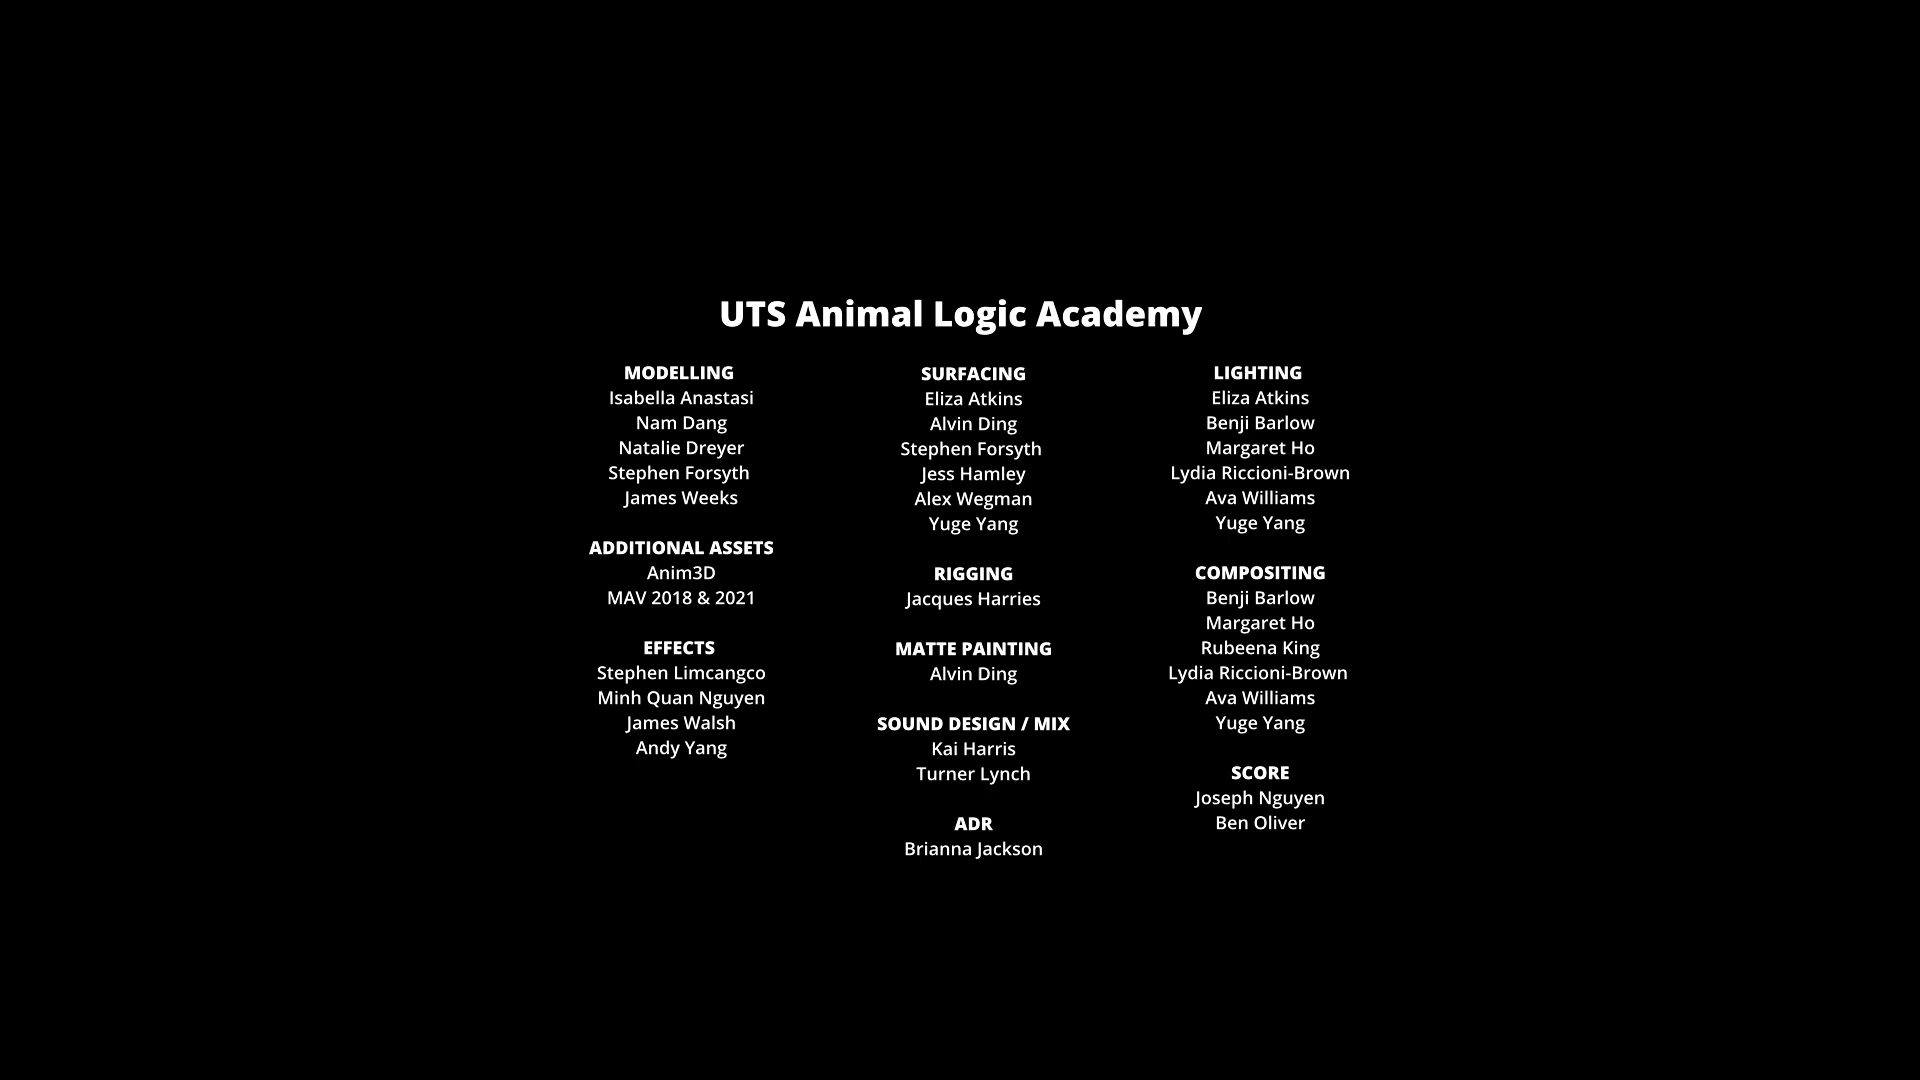 UTS Animal Logic Academy
MODELLING
Isabella Anastasi
Nam Dang
Natalie Dreyer
Stephen Forsyth
James Weeks
ADDITIONAL ASSETS
Anim3D
MAV 2018 & 2021
EFFECTS
Stephen Limcangco
Minh Quan Nguyen
James Walsh
Andy Yang
SURFACING
Eliza Atkins
Alvin Ding
Stephen Forsyth
Jess Hamley
Alex Wegman
Yuge Yang
RIGGING
Jacques Harries
MATTE PAINTING
Alvin Ding
SOUND DESIGN / MIX
Kai Harris
Turner Lynch
ADR
Brianna Jackson
LIGHTING
Eliza Atkins
Benji Barlow
Margaret Ho
Lydia Riccioni-Brown
Ava Williams
Yuge Yang
COMPOSITING
Benji Barlow
Margaret Ho
Rubeena King
Lydia Riccioni-Brown
Ava Williams
Yuge Yang
SCORE
Joseph Nguyen
Ben Oliver